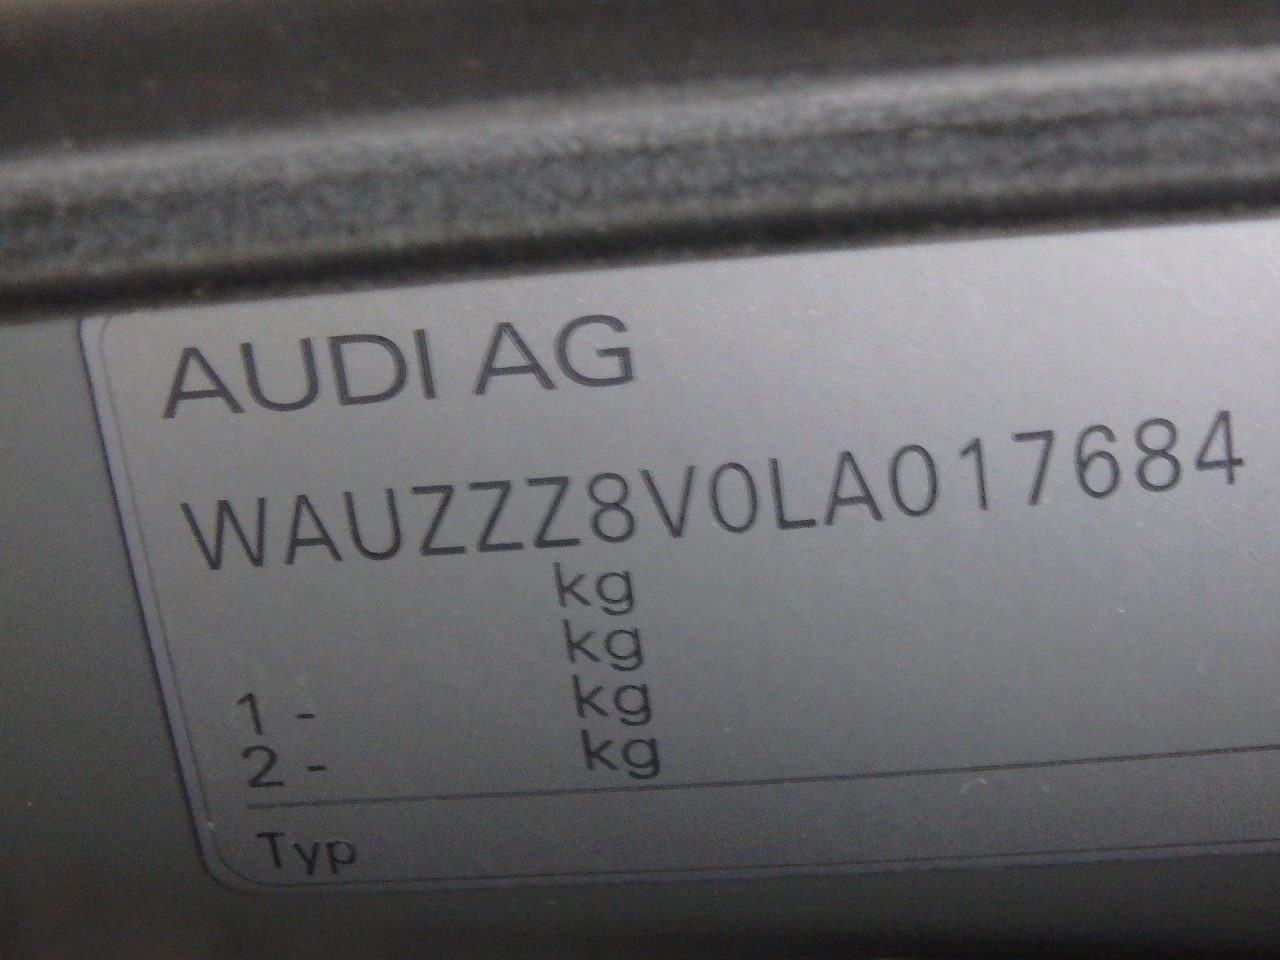 AUDI AG
WAUZZZ8V0LA017684
kg
kg
1 - kg
2 - kg
Typ